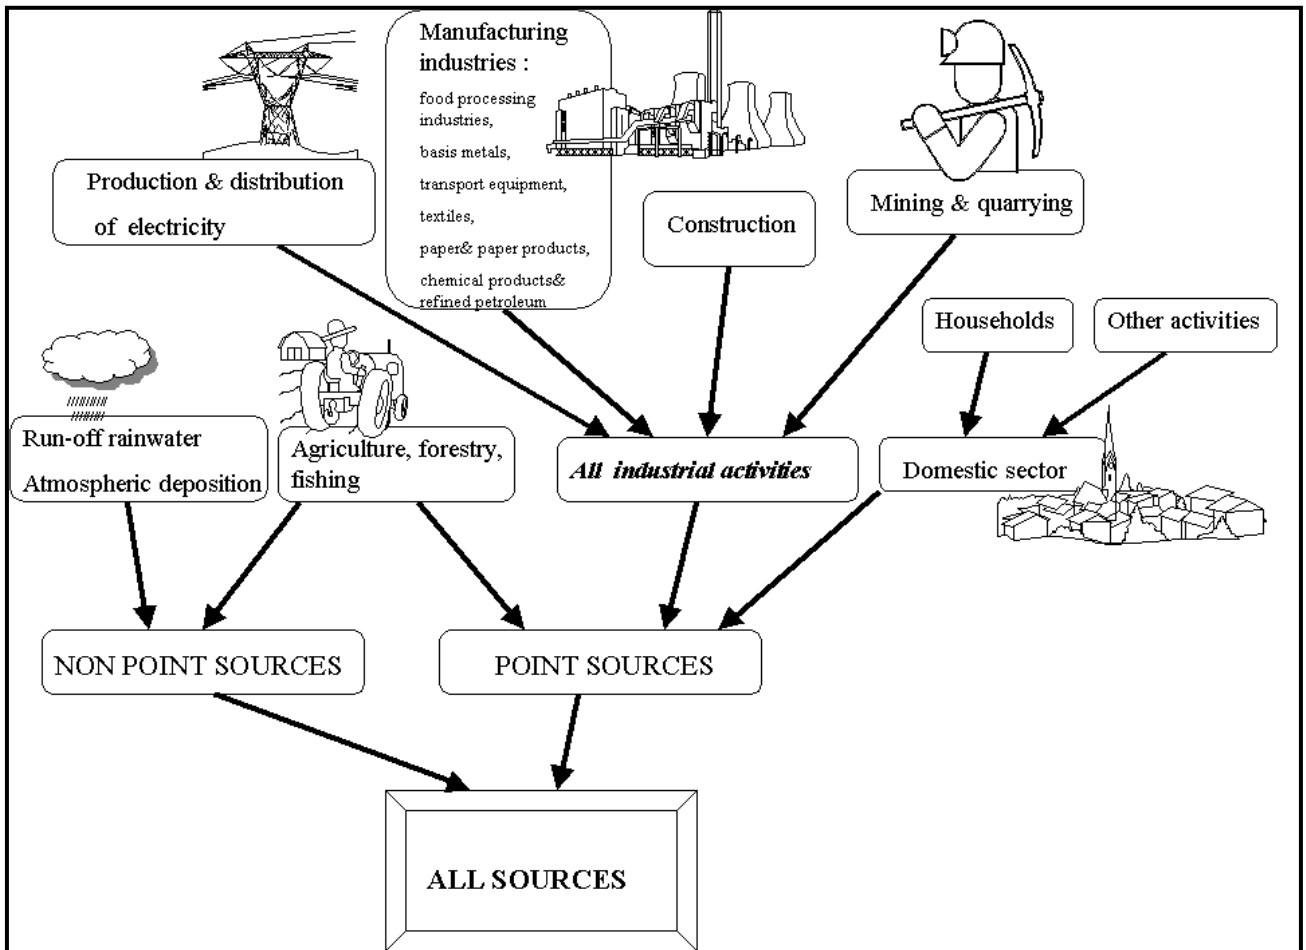 Manufacturing
industries :
food processing
industries,
basis metals,
transport equipment,
textiles,
paper& paper products,
chemical products&
refined petroleum
Production & distribution
of electricity
Construction
Mining & quarrying
Households
Other activities
Run-off rainwater
Atmospheric deposition
Agriculture, forestry,
fishing
All industrial activities
Domestic sector
NON POINT SOURCES
POINT SOURCES
ALL SOURCES